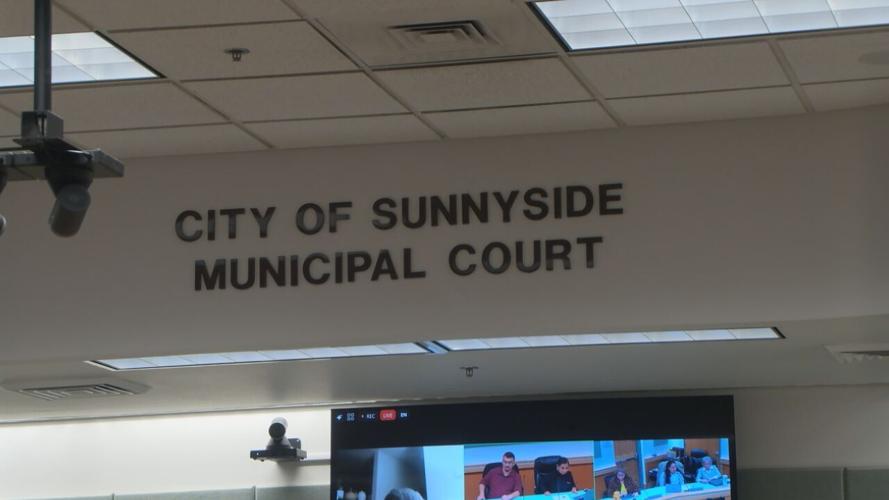 CITY OF SUNNYSIDE
MUNICIPAL COURT
REC LIVE EN